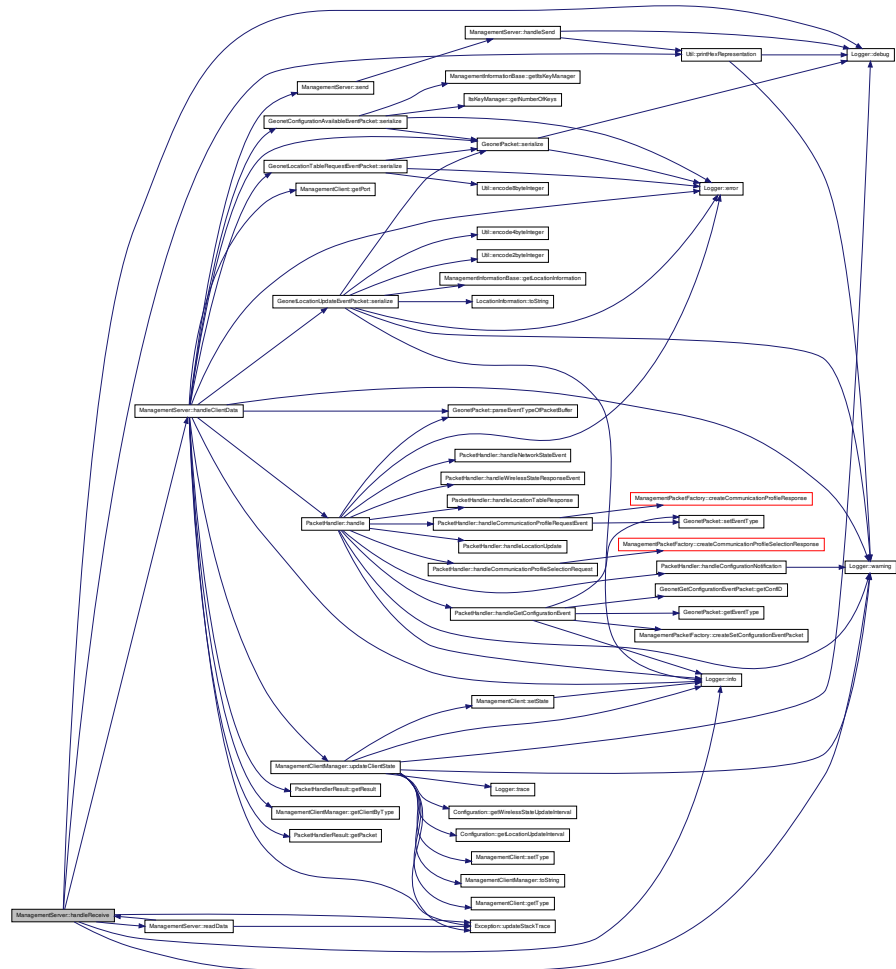 ManagementServer::handleSend
Util::printHexRepresentation
Logger::debug
ManagementInformationBase::getItsKeyManager
ManagementServer::send
ItsKeyManager::getNumberOfKeys
GeonetConfigurationAvailableEventPacket::serialize
GeonetPacket::serialize
GeonetLocationTableRequestEventPacket::serialize
ManagementClient::getPort
Util::encode8byteInteger
Logger::error
Util::encode4byteInteger
Util::encode2byteInteger
ManagementInformationBase::getLocationInformation
GeonetLocationUpdateEventPacket::serialize
LocationInformation::toString
ManagementServer::handleClientData
GeonetPacket::parseEventTypeOfPacketBuffer
PacketHandler::handleNetworkStateEvent
PacketHandler::handleWirelessStateResponseEvent
PacketHandler::handleLocationTableResponse
ManagementPacketFactory::createCommunicationProfileResponse
PacketHandler::handle
PacketHandler::handleCommunicationProfileRequestEvent
GeonetPacket::setEventType
PacketHandler::handleLocationUpdate
ManagementPacketFactory::createCommunicationProfileSelectionResponse
PacketHandler::handleCommunicationProfileSelectionRequest
PacketHandler::handleConfigurationNotification
Logger::warning
GeonetGetConfigurationEventPacket::getConfID
PacketHandler::handleGetConfigurationEvent
GeonetPacket::getEventType
ManagementPacketFactory::createSetConfigurationEventPacket
Logger::info
ManagementClient::setState
ManagementClientManager::updateClientState
PacketHandlerResult::getResult
Logger::trace
ManagementClientManager::getClientByType
Configuration::getWirelessStateUpdateInterval
PacketHandlerResult::getPacket
Configuration::getLocationUpdateInterval
ManagementClient::setType
ManagementClientManager::toString
ManagementClient::getType
ManagementServer::handleReceive
ManagementServer::readData
Exception::updateStackTrace